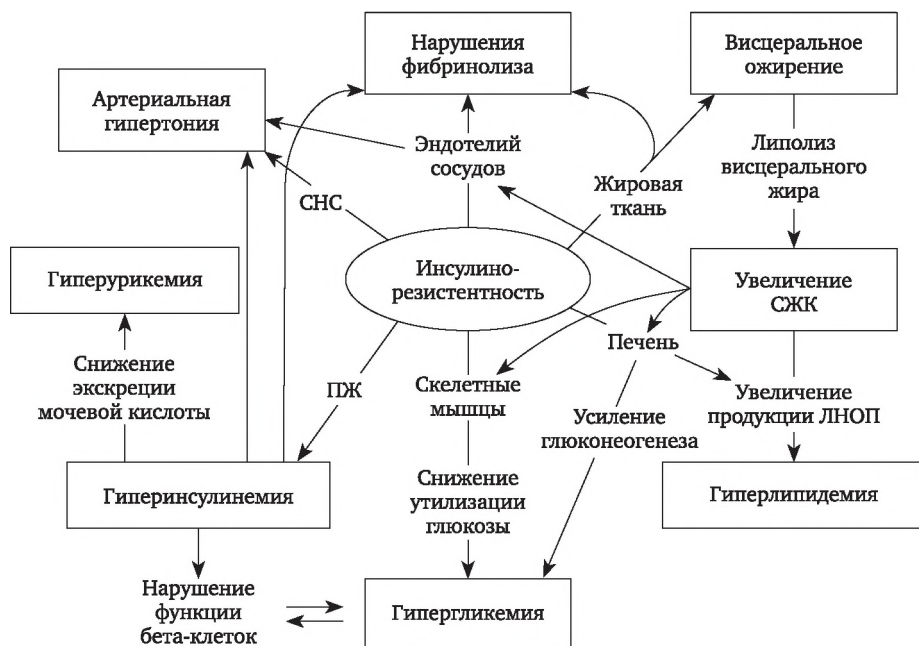 Нарушения
фибринолиза
Висцеральное
ожирение
Артериальная
гипертония
Эндотелий
сосудов
Липолиз
висцерального
жира
Жировая
ткань
СНС
Гиперурикемия
Инсулино-
резистентность
Увеличение
СЖК
Печень
Снижение
экскреции
мочевой кислоты
ПЖ
Скелетные
мышцы
Усиление
глюконеогенеза
Увеличение
продукции ЛНОП
Гиперинсулинемия
Снижение
утилизации
глюкозы
Гиперлипидемия
Нарушение
функции
бета-клеток
Гипергликемия